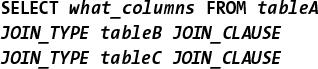 SELECT what_columns FROM tableA
JOIN_TYPE tableB JOIN_CLAUSE
JOIN_TYPE tableC JOIN_CLAUSE